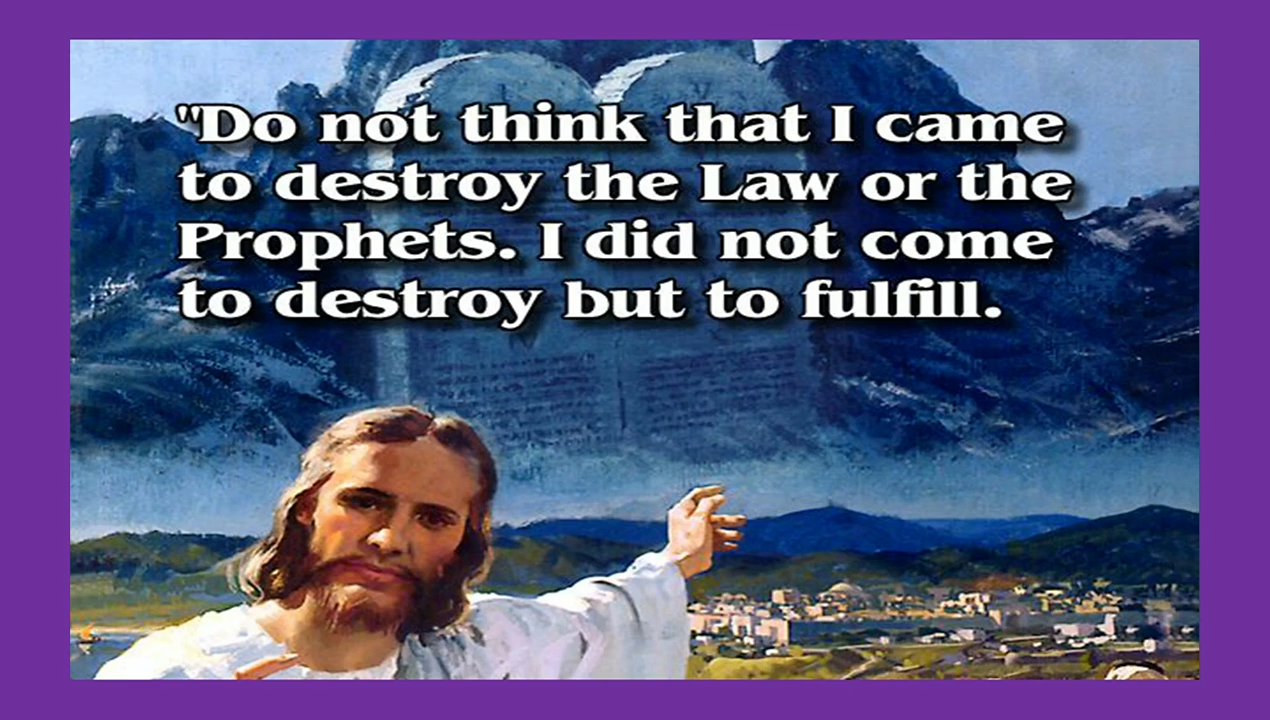 "Do not think that I came
to destroy the Law or the
Prophets. I did not come
to destroy but to fulfill.